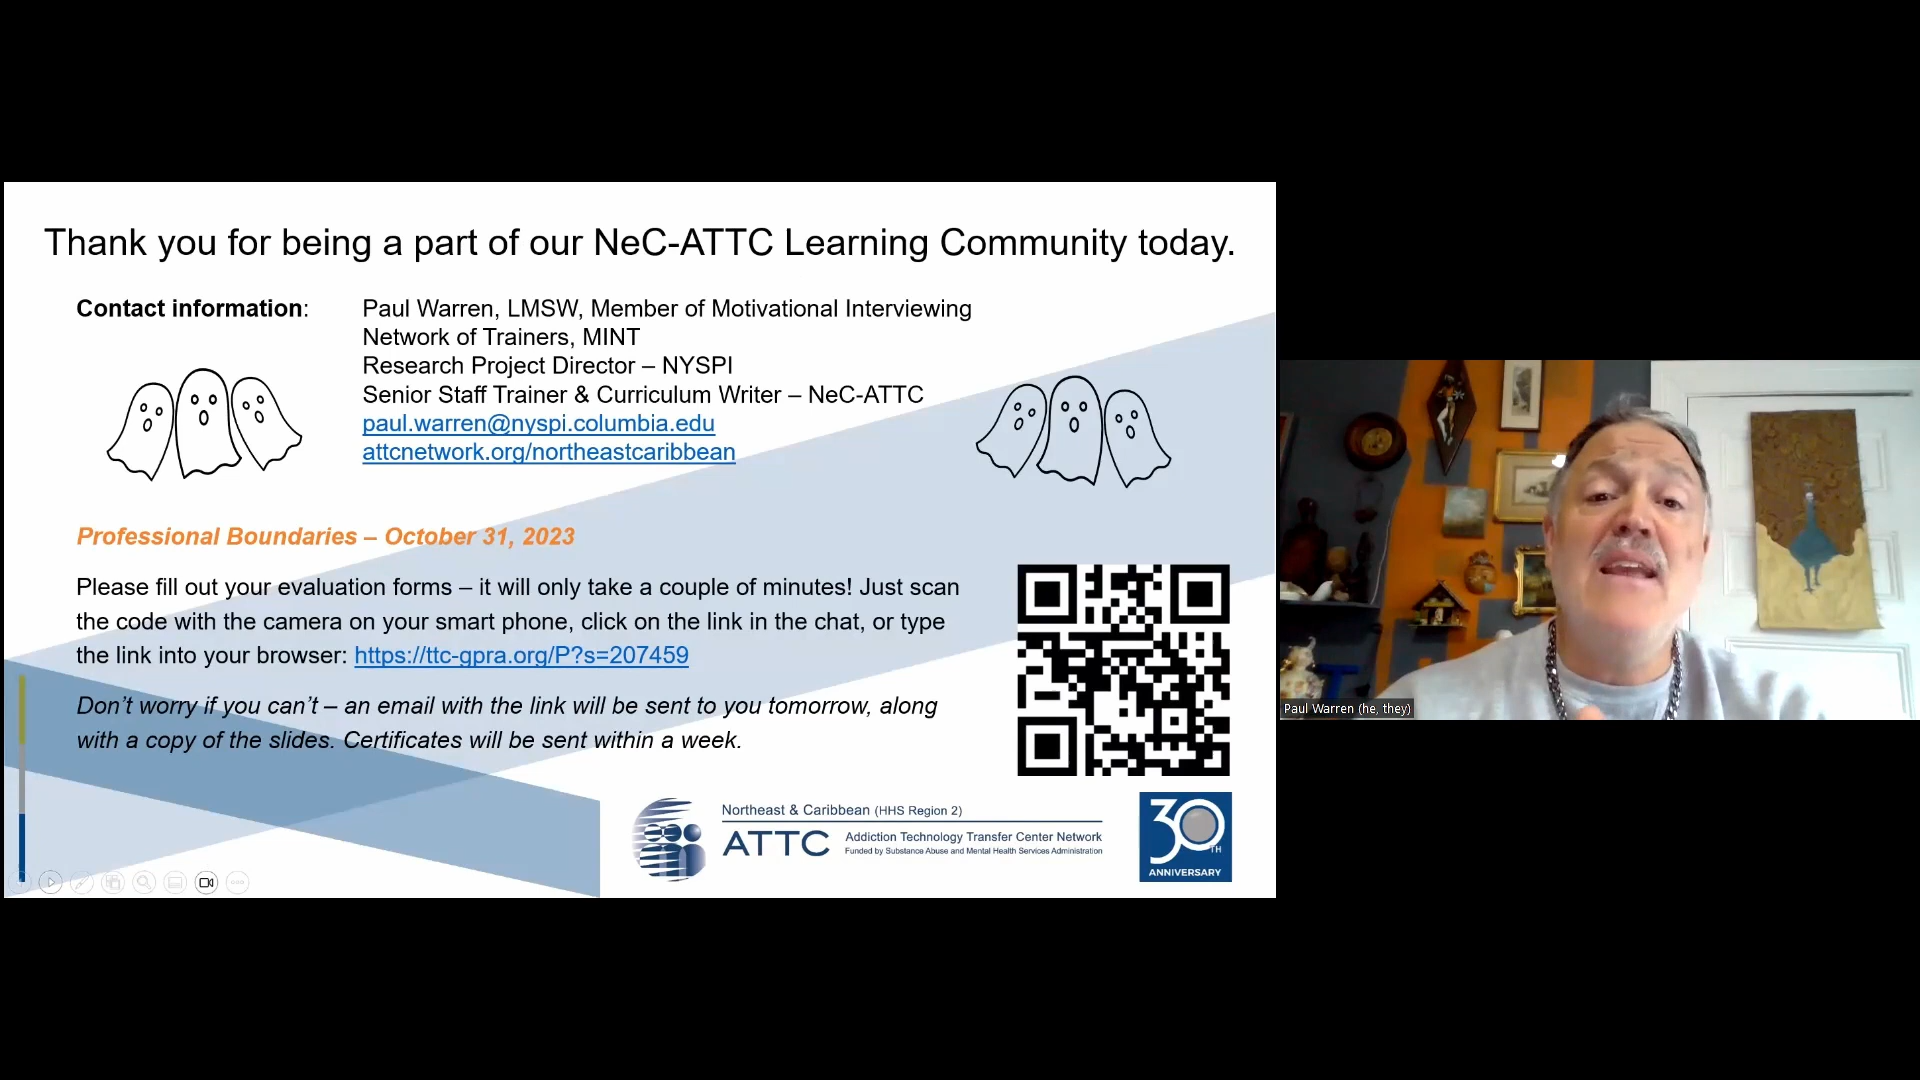 Thank you for being a part of our NeC-ATTC Learning Community today.
Contact information:
Paul Warren, LMSW, Member of Motivational Interviewing
Network of Trainers, MINT
Research Project Director – NYSPI
Senior Staff Trainer & Curriculum Writer – NeC-ATTC
paul.warren@nyspi.columbia.edu
attcnetwork.org/northeastcaribbean
Professional Boundaries – October 31, 2023
Please fill out your evaluation forms – it will only take a couple of minutes! Just scan
the code with the camera on your smart phone, click on the link in the chat, or type
the link into your browser: https://ttc-gpra.org/P?s=207459
Don’t worry if you can’t – an email with the link will be sent to you tomorrow, along
with a copy of the slides. Certificates will be sent within a week.
Northeast & Caribbean (HHS Region 2)
ATTC
Addiction Technology Transfer Center Network
Funded by Substance Abuse and Mental Health Services Administration
30TH
ANNIVERSARY
Paul Warren (he, they)